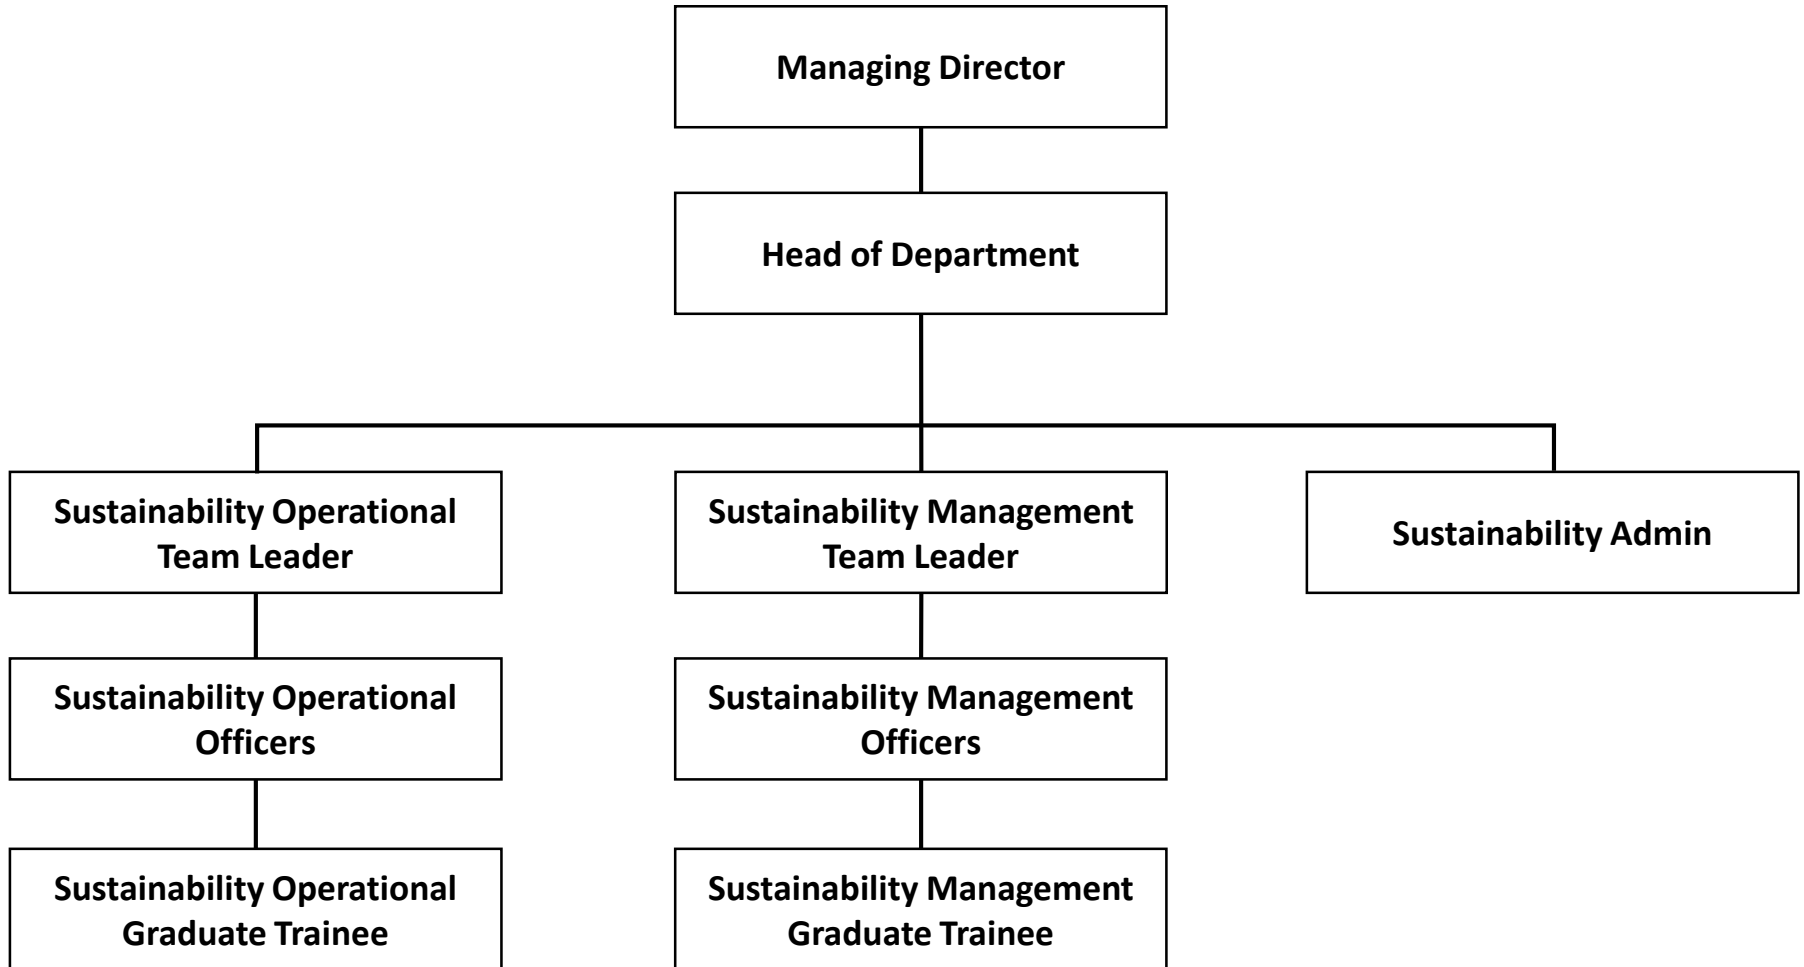 Managing Director
Head of Department
Sustainability Operational
Team Leader
Sustainability Management
Team Leader
Sustainability Admin
Sustainability Operational
Officers
Sustainability Management
Officers
Sustainability Operational
Graduate Trainee
Sustainability Management
Graduate Trainee